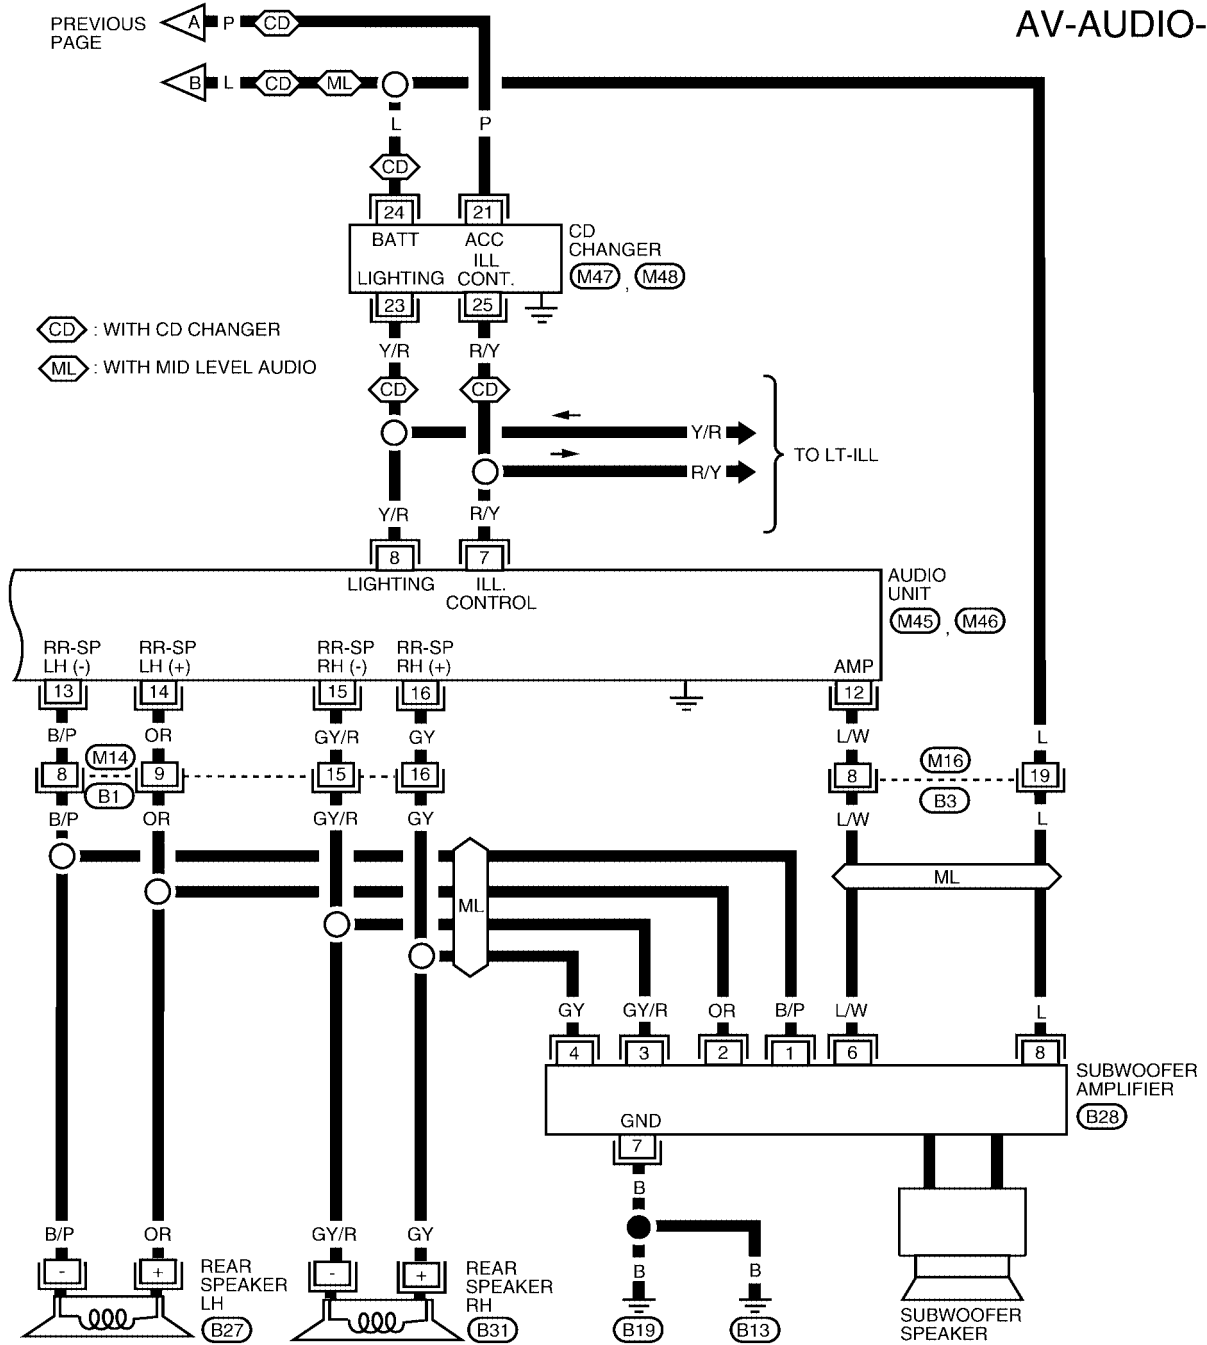 AV-AUDIO-
PREVIOUS
PAGE
A P CD
B L CD ML
L P
CD
24 21
BATT ACC
ILL
LIGHTING CONT.
23 25
CD
CHANGER
M47 , M48
CD : WITH CD CHANGER
ML : WITH MID LEVEL AUDIO
Y/R R/Y
CD CD
Y/R
R/Y
TO LT-ILL
Y/R R/Y
8 7
LIGHTING ILL.
CONTROL
AUDIO
UNIT
M45 , M46
RR-SP RR-SP RR-SP RR-SP
LH (-) LH (+) RH (-) RH (+) AMP
13 14 15 16 12
B/P OR GY/R GY L/W L
M14 M16
8 9 15 16 8 19
B1 B3
B/P OR GY/R GY L/W L
ML
ML
GY GY/R OR B/P L/W L
4 3 2 1 6 8
SUBWOOFER
AMPLIFIER
B28
GND
7
B
B B
B19 B13
B/P OR GY/R GY
- + - +
REAR
SPEAKER
LH
B27
REAR
SPEAKER
RH
B31
SUBWOOFER
SPEAKER